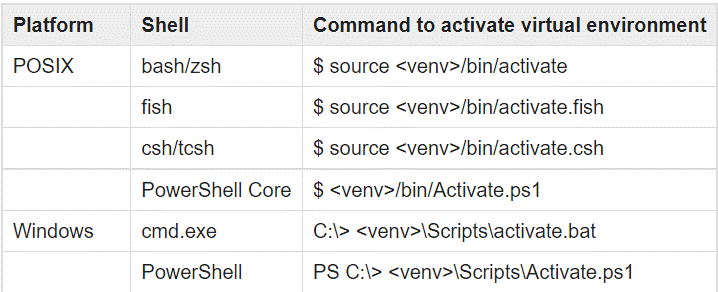 Platform Shell Command to activate virtual environment
POSIX bash/zsh $ source <venv>/bin/activate
fish $ source <venv>/bin/activate.fish
csh/tcsh $ source <venv>/bin/activate.csh
PowerShell Core $ <venv>/bin/Activate.ps1
Windows cmd.exe C:\> <venv>\Scripts\activate.bat
PowerShell PS C:\> <venv>\Scripts\Activate.ps1